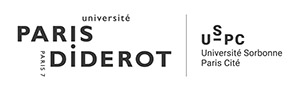 université
PARIS
DIDEROT
PARIS 7
USPC
Université Sorbonne
Paris Cité